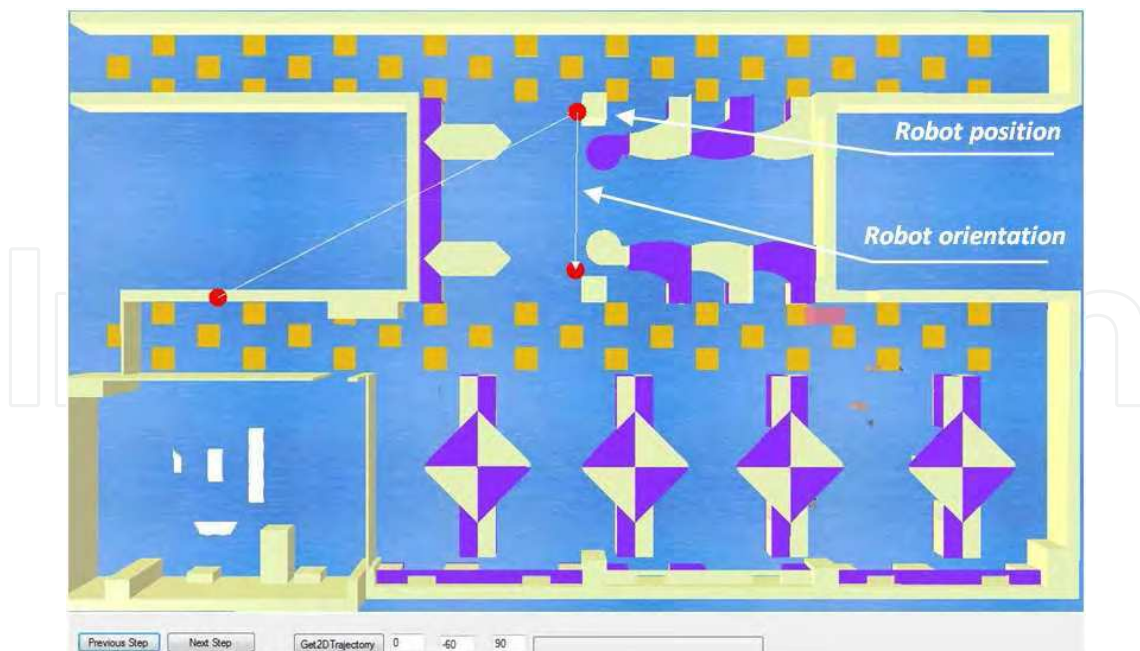 Robot position
Robot orientation
Previous Step Next Step Get2DTrajectory 0 -60 90